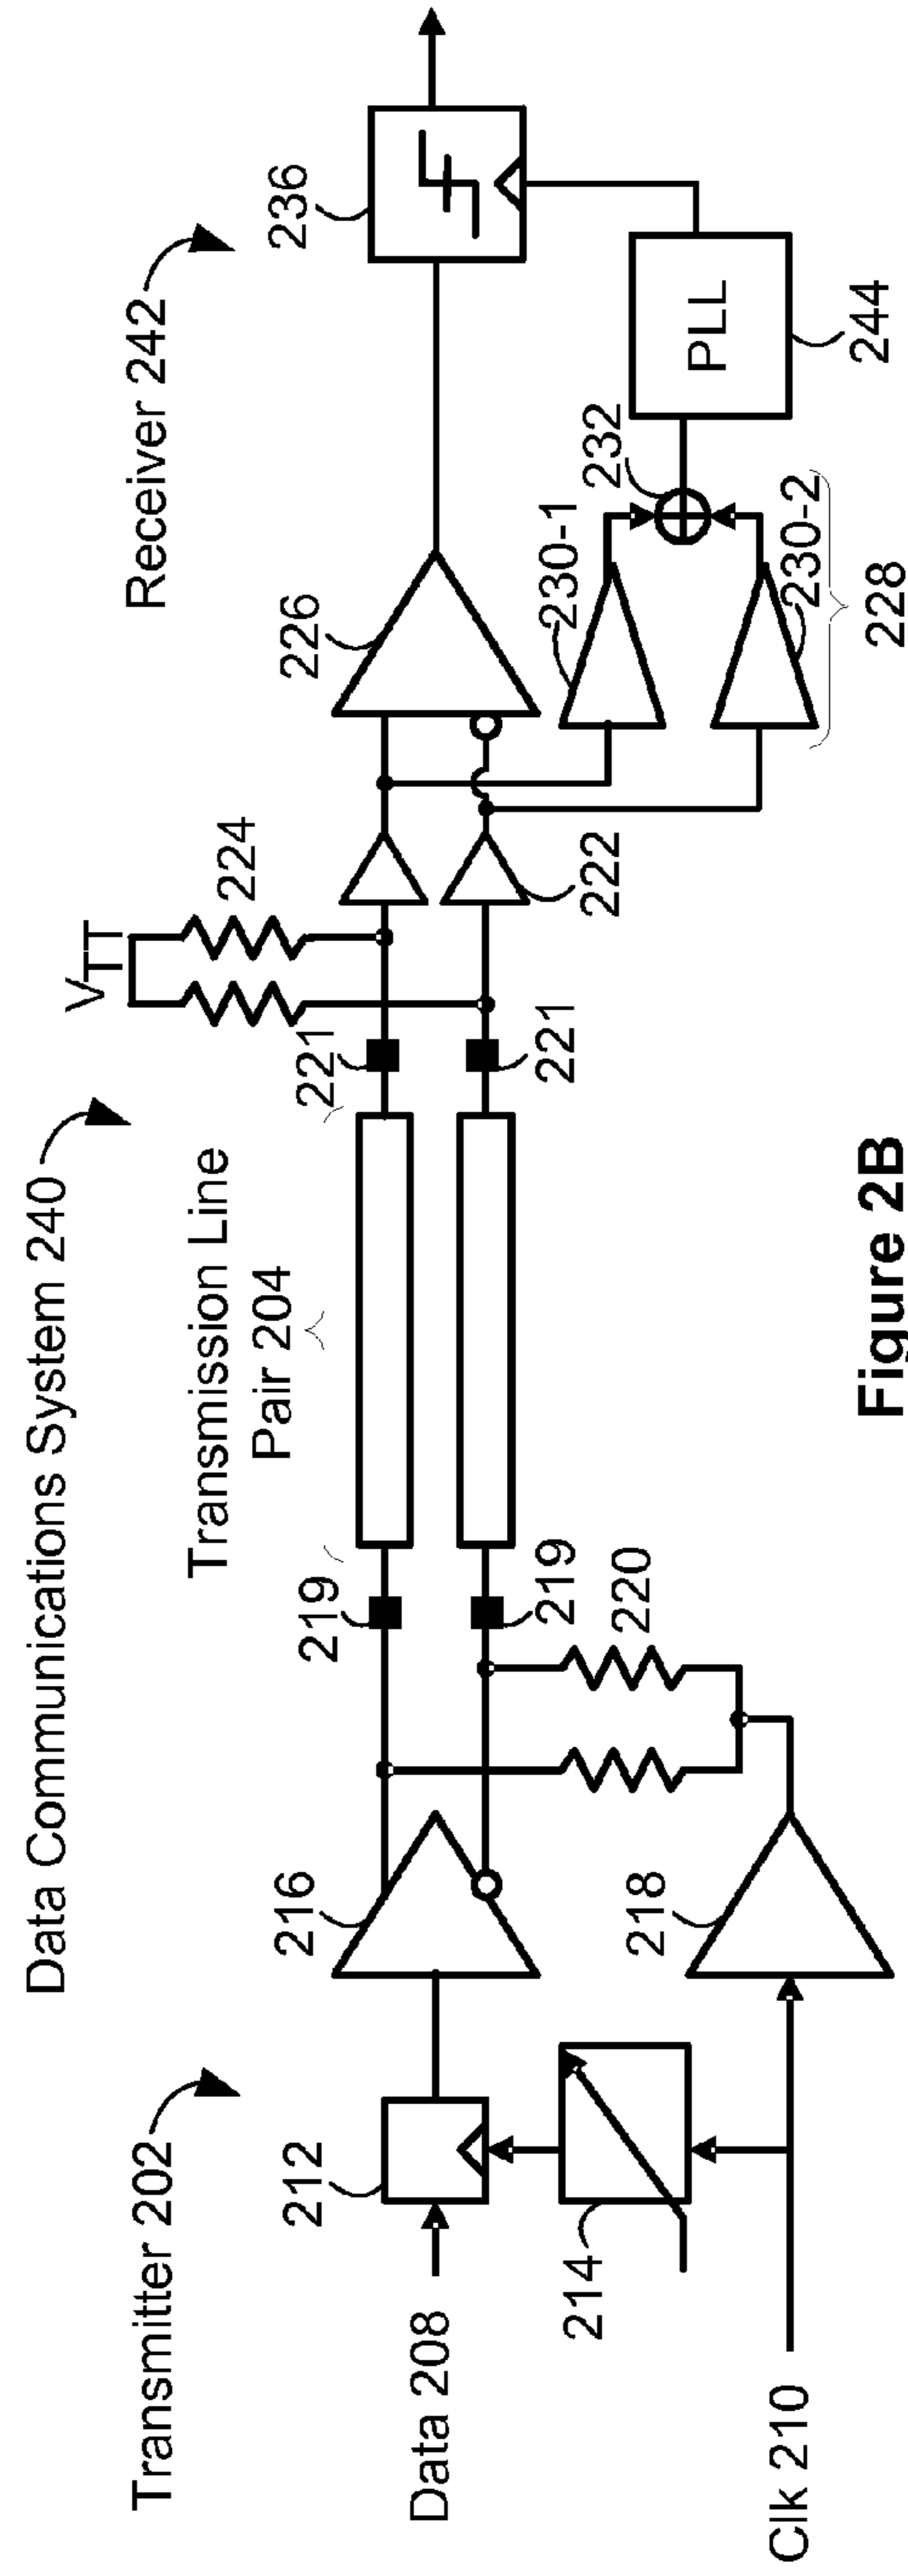 Data Communications System 240
Transmitter 202
Transmission Line
Pair 204
Receiver 242
Data 208
Clk 210
212
214
216
218
219
219
220
221
221
V TT
224
222
226
230-1
230-2
228
232
PLL
244
236
Figure 2B